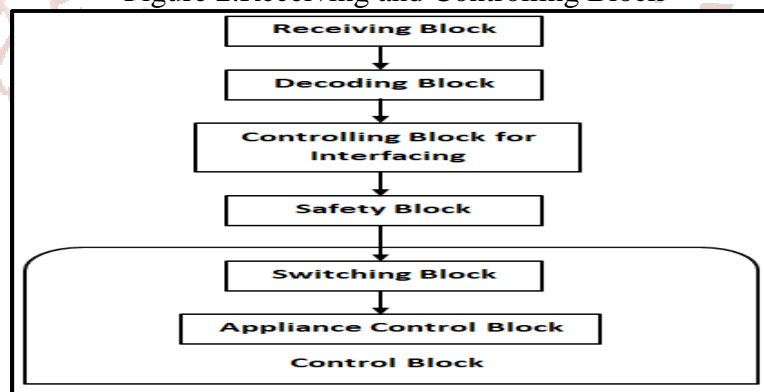 Figure 2.Receiving and Controlling Blocls
Receiving Block
Decoding Block
Controlling Block for
Interfacing
Safety Block
Switching Block
Appliance Control Block
Control Block